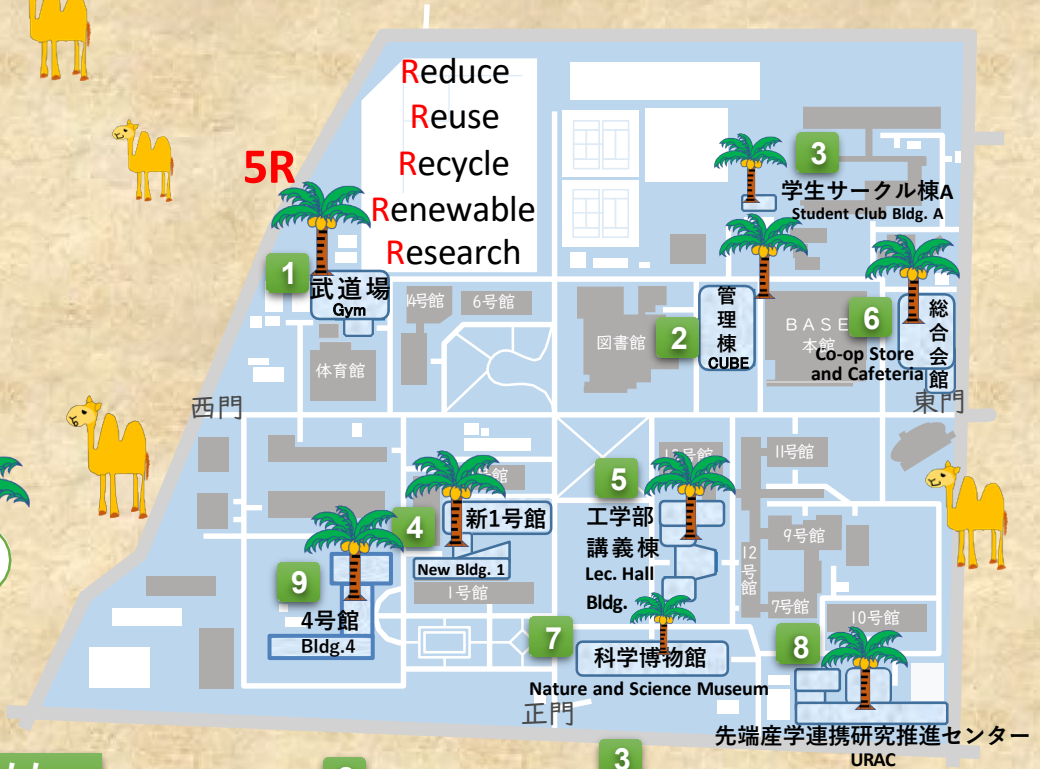 Reduce
Reuse
Recycle
Renewable
Research
5R
3
学生サークル棟A
Student Club Bldg. A
1
武道場
Gym
4号館
6号館
体育館
図書館
2
管理棟
CUBE
BASE
本館
6
総合会館
Co-op Store
and Cafeteria
西門
東門
11号館
5
工学部
講義棟
Lec. Hall
Bldg.
4
新1号館
New Bldg. 1
1号館
9
4号館
Bldg.4
12号館
9号館
7号館
10号館
7
科学博物館
Nature and Science Museum
8
正門
先端産学連携研究推進センター
URAC
3